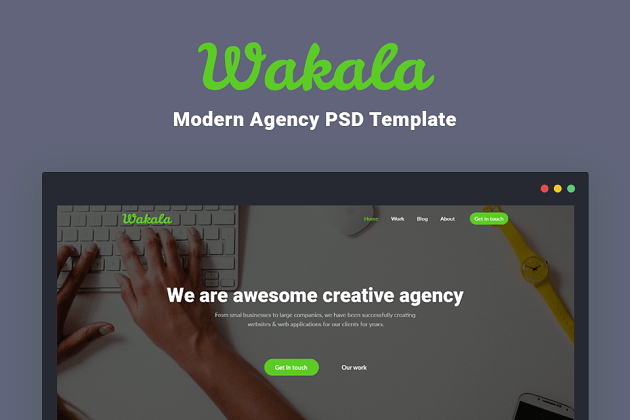 Wakala
Modern Agency PSD Template
Wakala
Home Work Blog About Get in touch
We are awesome creative agency
From smal businesses to large companies, we have been successfully creating
websites & web applications for our clients for years.
Get in touch Our work